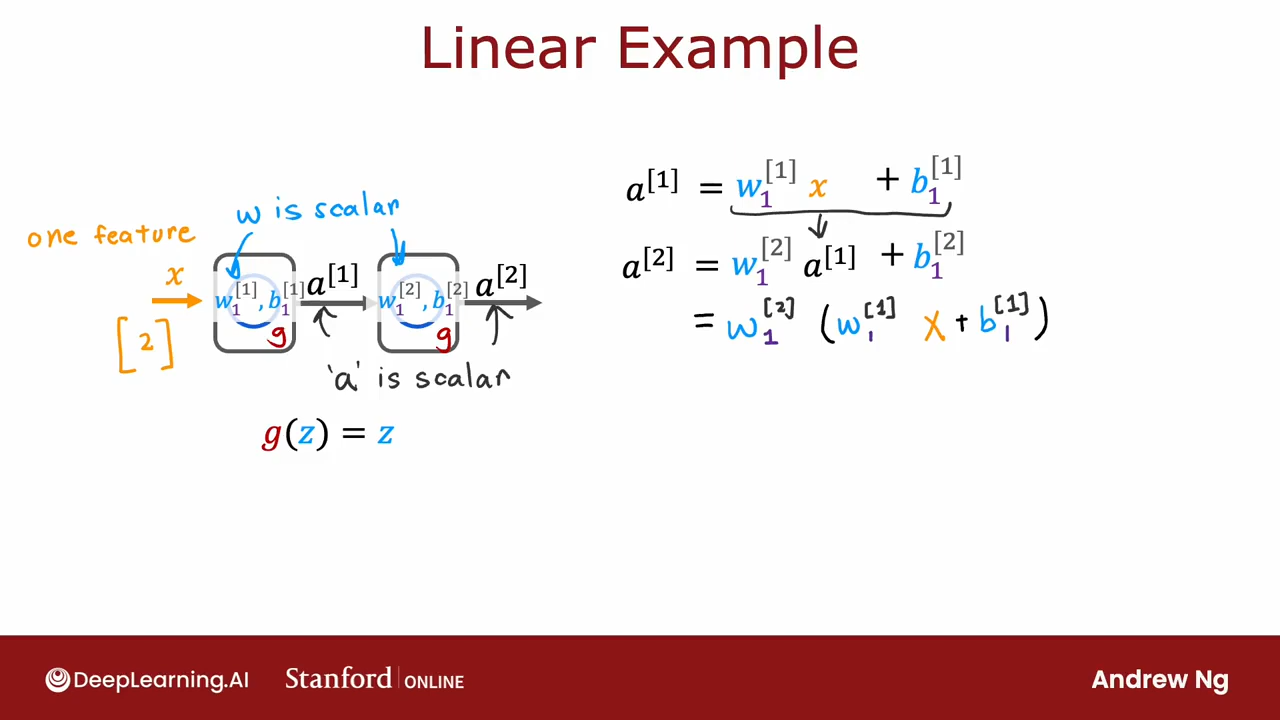 Linear Example
w is scalar
one feature
x
[2]
w₁^[1], b₁^[1]
g
a^[1]
w₁^[2], b₁^[2]
g
a^[2]
'a' is scalar
g(z) = z
a^[1] = w₁^[1] x + b₁^[1]
a^[2] = w₁^[2] a^[1] + b₁^[2]
= w₁^[2] (w₁^[1] x + b₁^[1])
DeepLearning.AI Stanford | ONLINE Andrew Ng